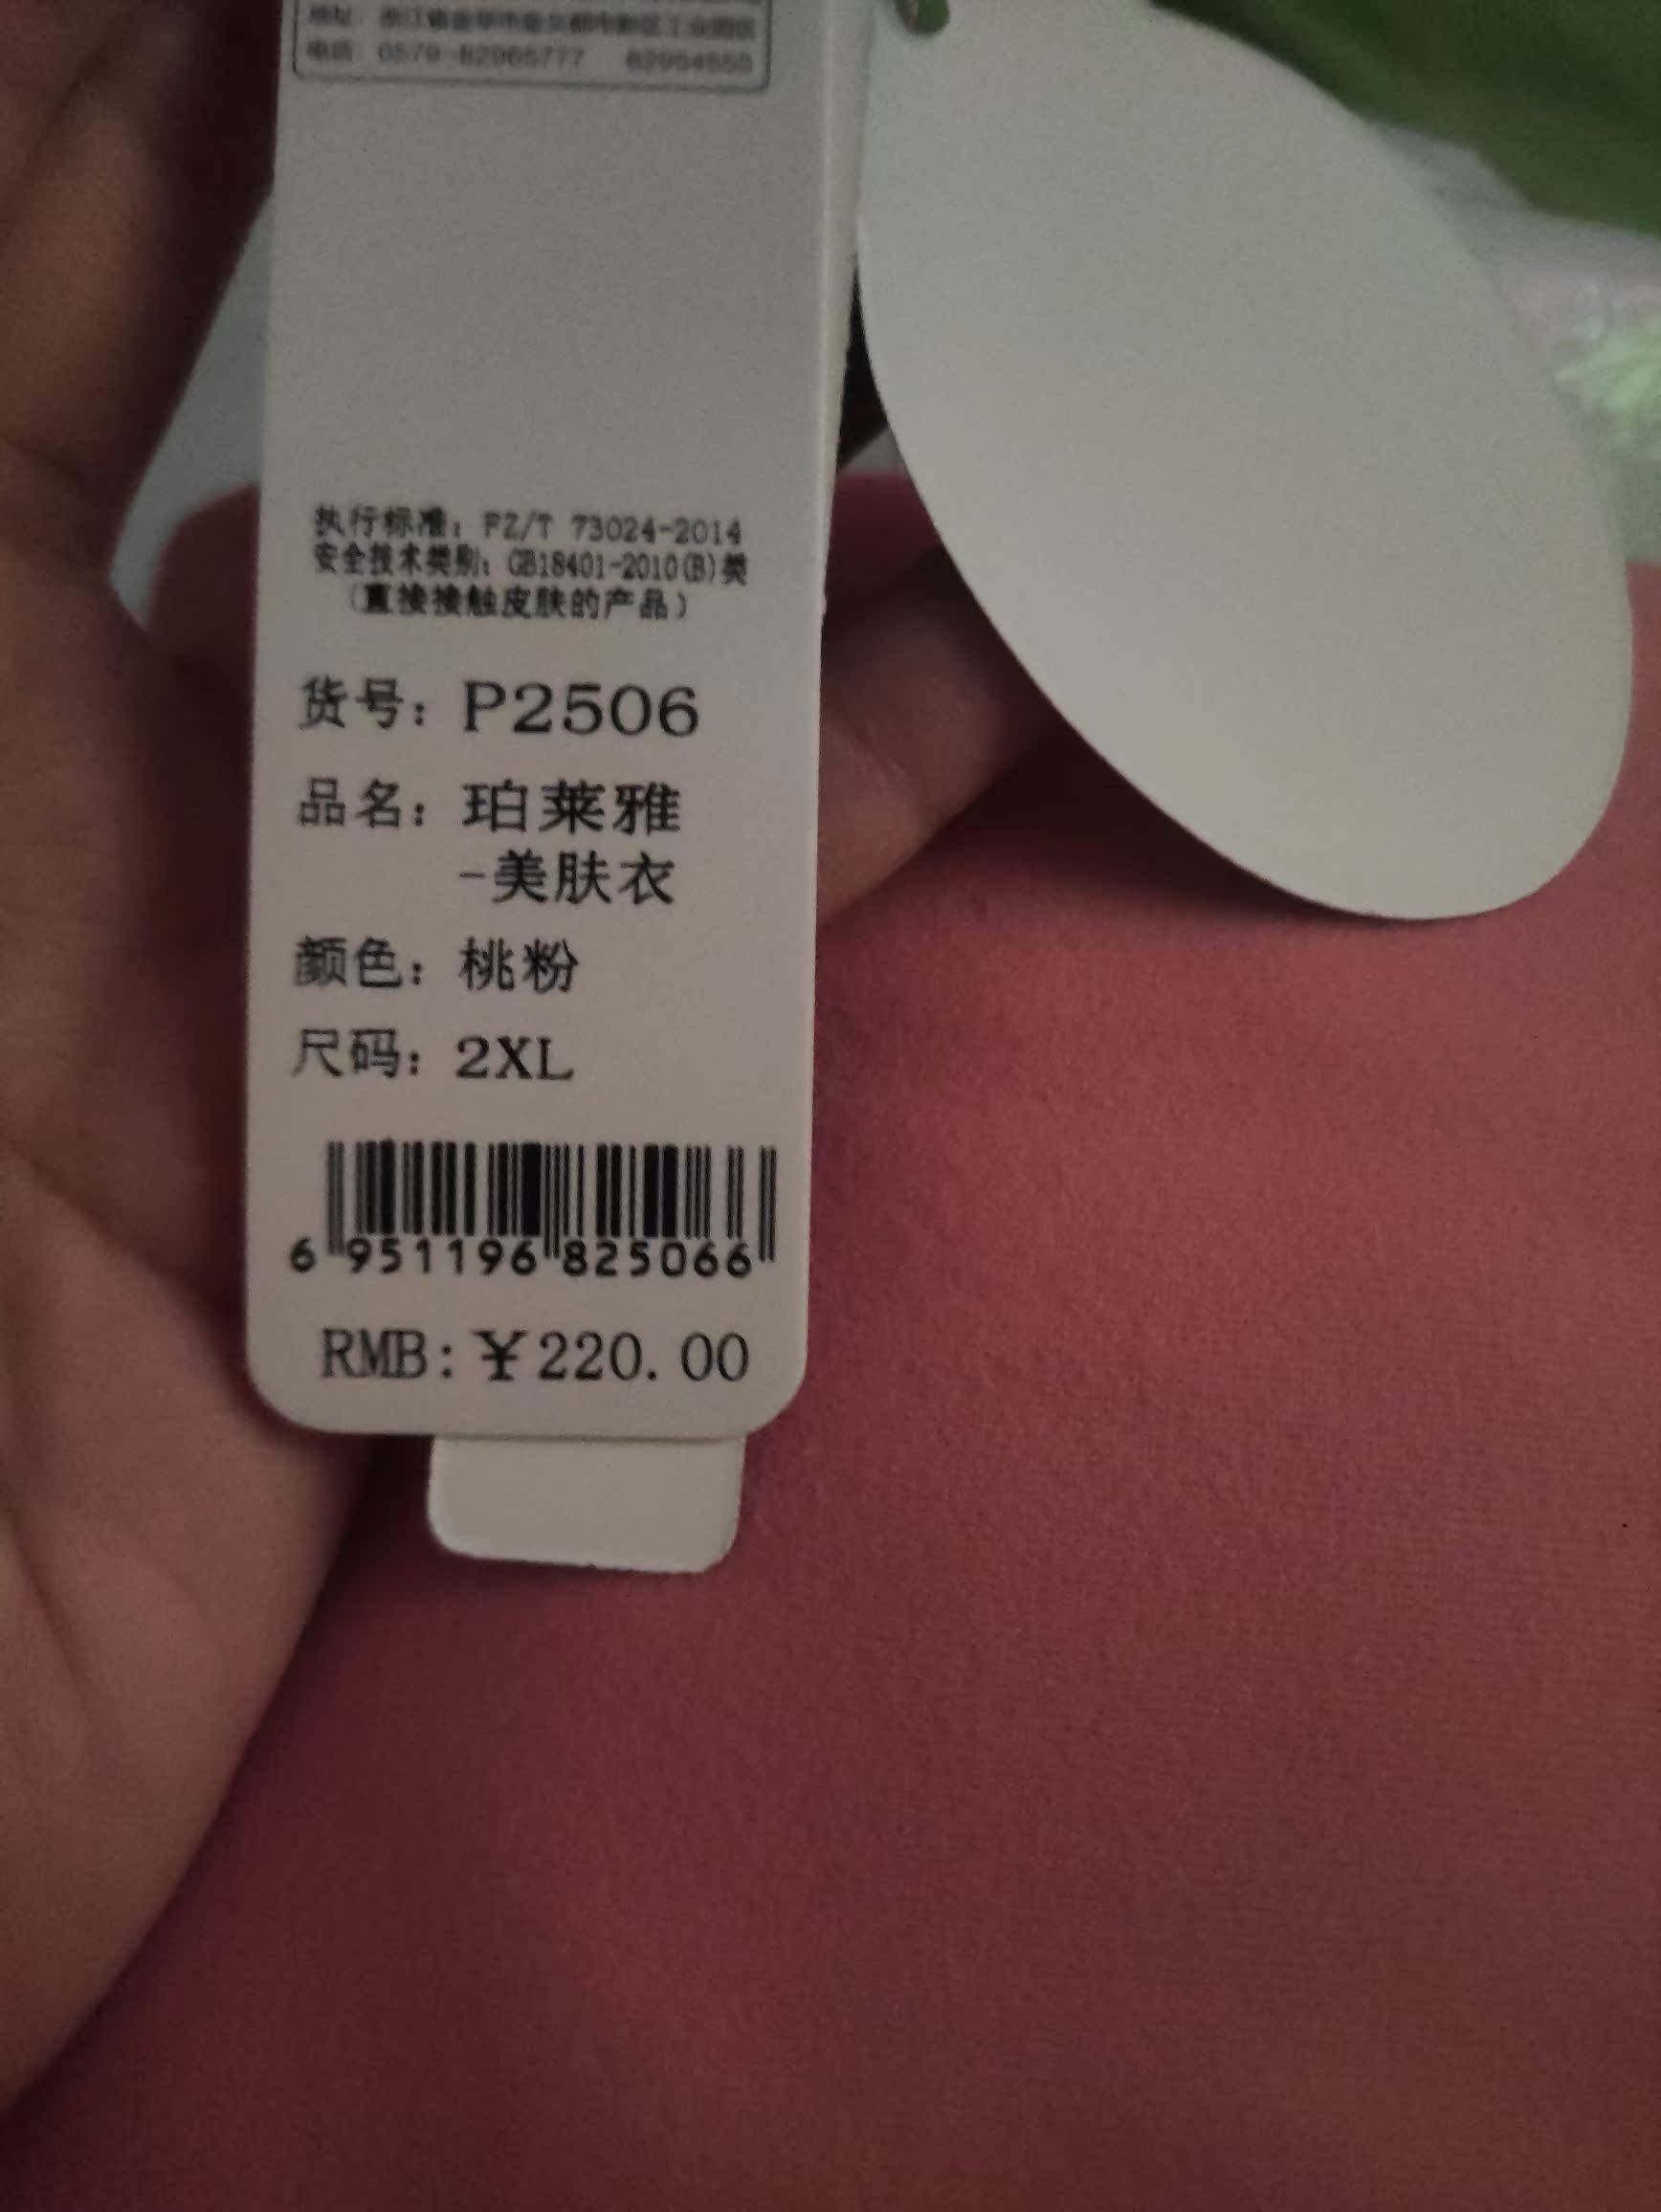 执行标准：FZ/T 73024-2014
安全技术类别：GB18401-2010(B)类
（直接接触皮肤的产品）
货号：P2506
品名：珀莱雅
-美肤衣
颜色：桃粉
尺码：2XL
6 951196 825066
RMB:￥220.00